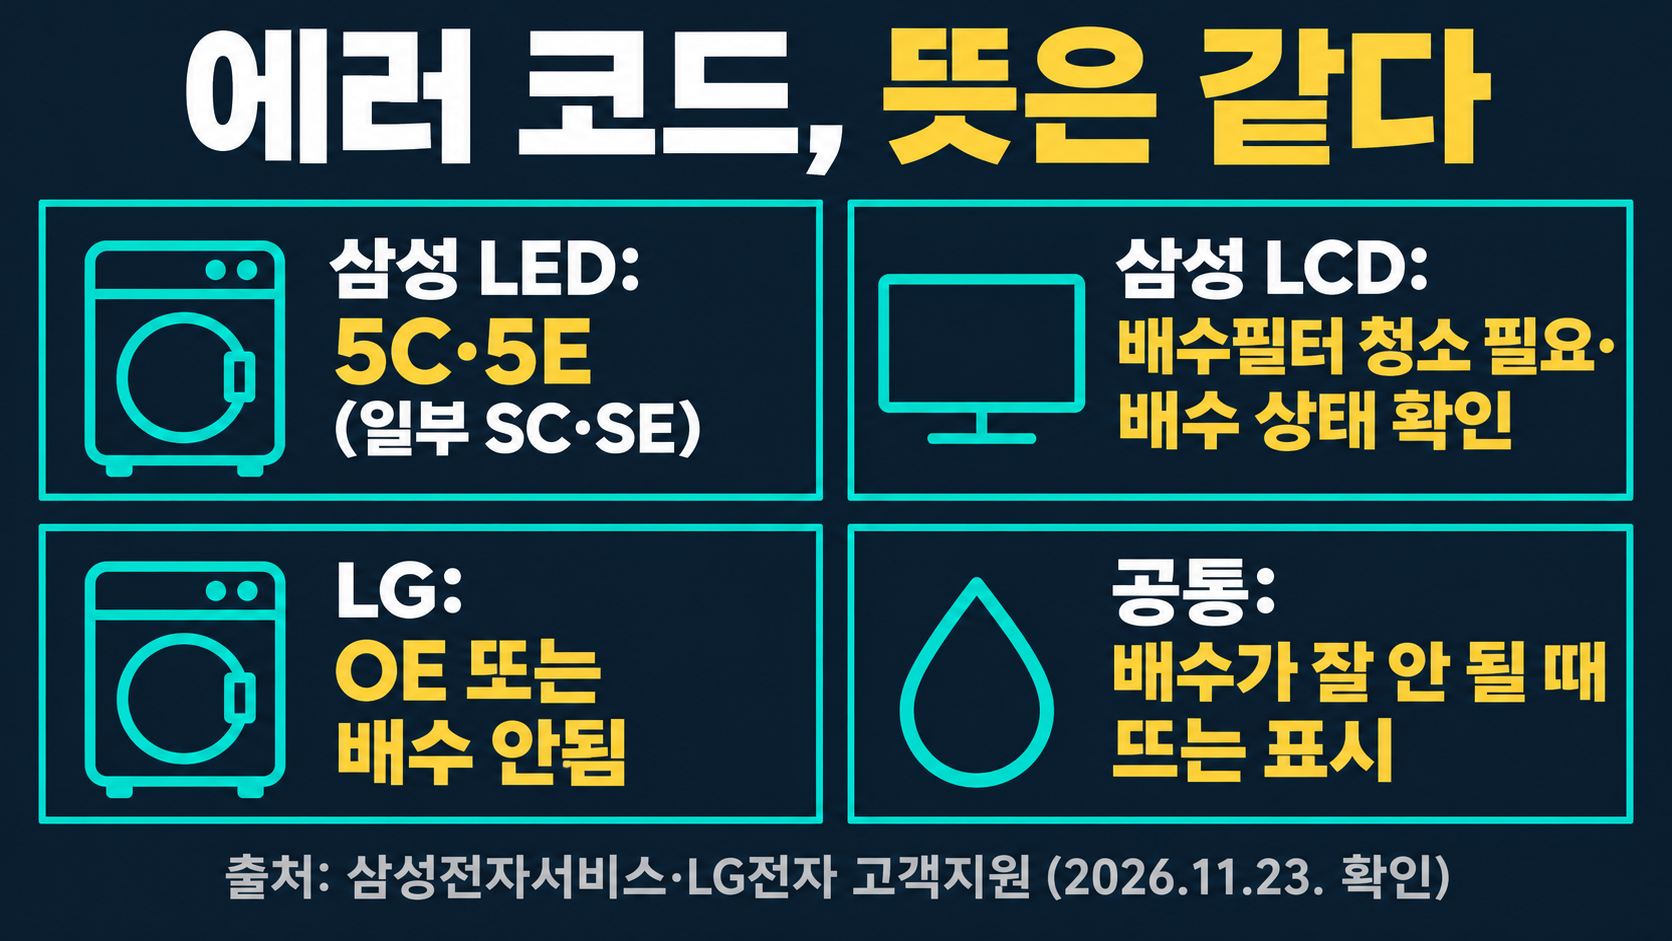 에러 코드, 뜻은 같다
삼성 LED:
5C·5E
(일부 SC·SE)
삼성 LCD:
배수필터 청소 필요·
배수 상태 확인
LG:
OE 또는
배수 안됨
공통:
배수가 잘 안 될 때
뜨는 표시
출처: 삼성전자서비스·LG전자 고객지원 (2026.11.23. 확인)